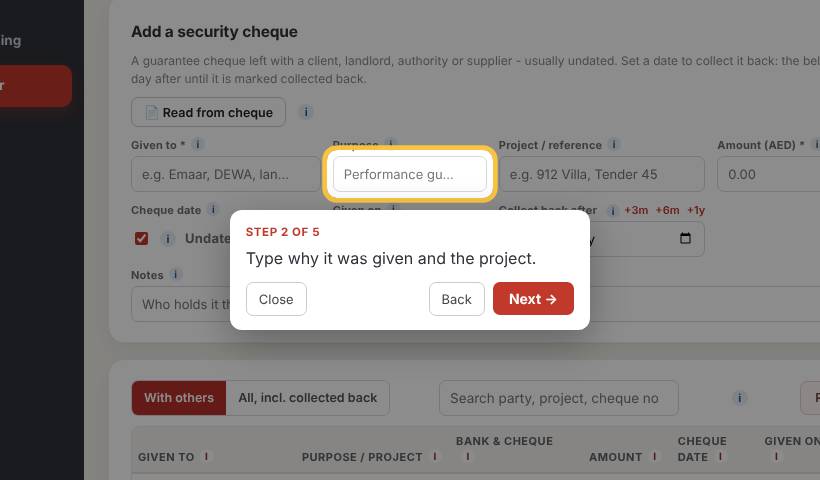 ing
r
Add a security cheque
A guarantee cheque left with a client, landlord, authority or supplier - usually undated. Set a date to collect it back: the bel
day after until it is marked collected back.
📄 Read from cheque i
Given to * i Purpose i Project / reference i Amount (AED) * i
e.g. Emaar, DEWA, lan... Performance gu... e.g. 912 Villa, Tender 45 0.00
Cheque date i Given on i Collect back after i +3m +6m +1y
i Undate y
STEP 2 OF 5
Type why it was given and the project.
Close Back Next →
Notes i
Who holds it th
With others All, incl. collected back Search party, project, cheque no i
GIVEN TO i PURPOSE / PROJECT i BANK & CHEQUE i AMOUNT i CHEQUE DATE i GIVEN ON i